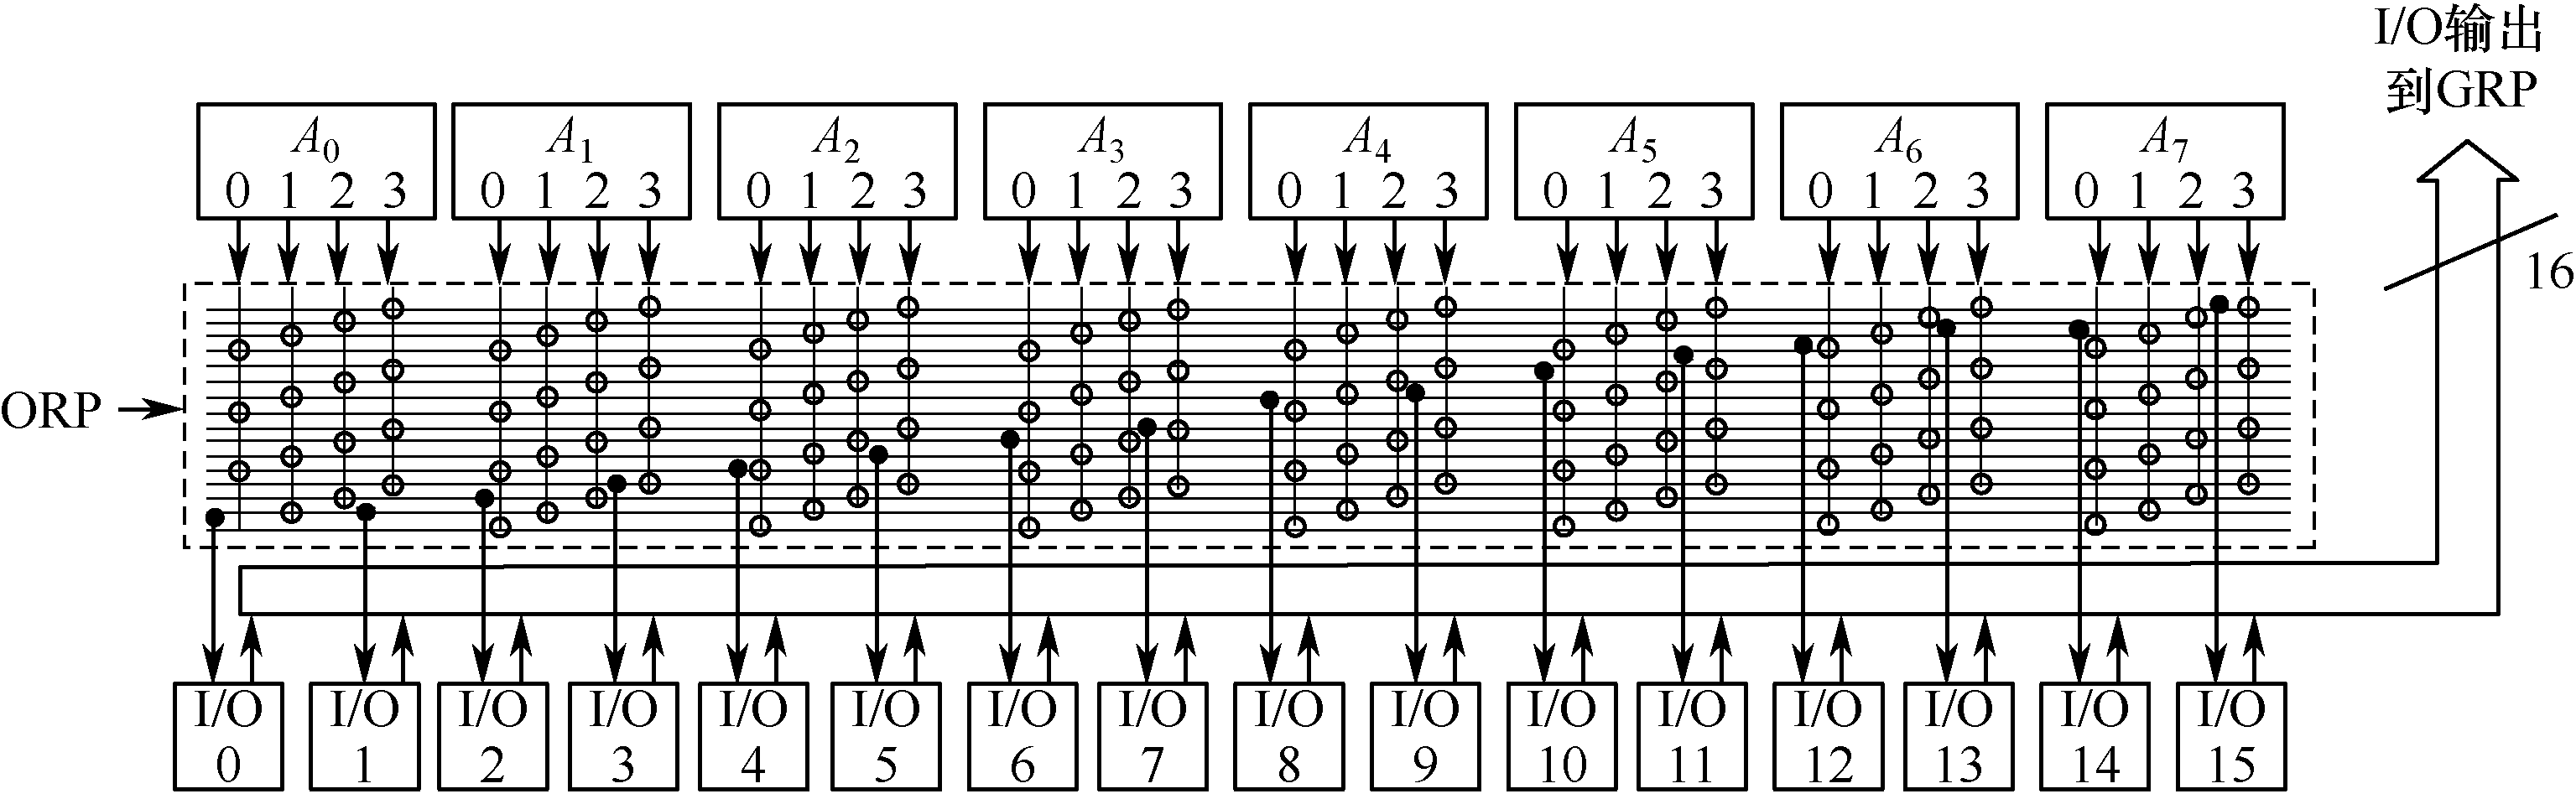 I/O输出
到GRP
A0 A1 A2 A3 A4 A5 A6 A7
0 1 2 3 0 1 2 3 0 1 2 3 0 1 2 3 0 1 2 3 0 1 2 3 0 1 2 3 0 1 2 3
16
ORP
I/O I/O I/O I/O I/O I/O I/O I/O I/O I/O I/O I/O I/O I/O I/O I/O
0 1 2 3 4 5 6 7 8 9 10 11 12 13 14 15